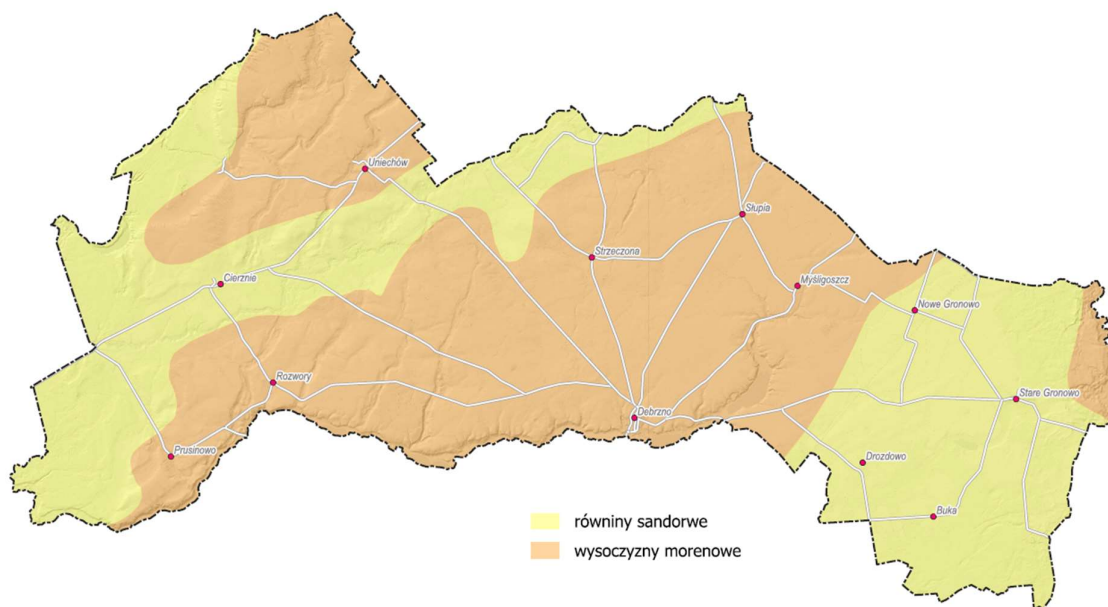 Uniechów
Słupia
Strzeczona
Cierznie
Myśligoszcz
Nowe Gronowo
Rozwory
Stare Gronowo
Debrzno
Prusinowo
Drozdowo
Buka
równiny sandorwe
wysoczyzny morenowe